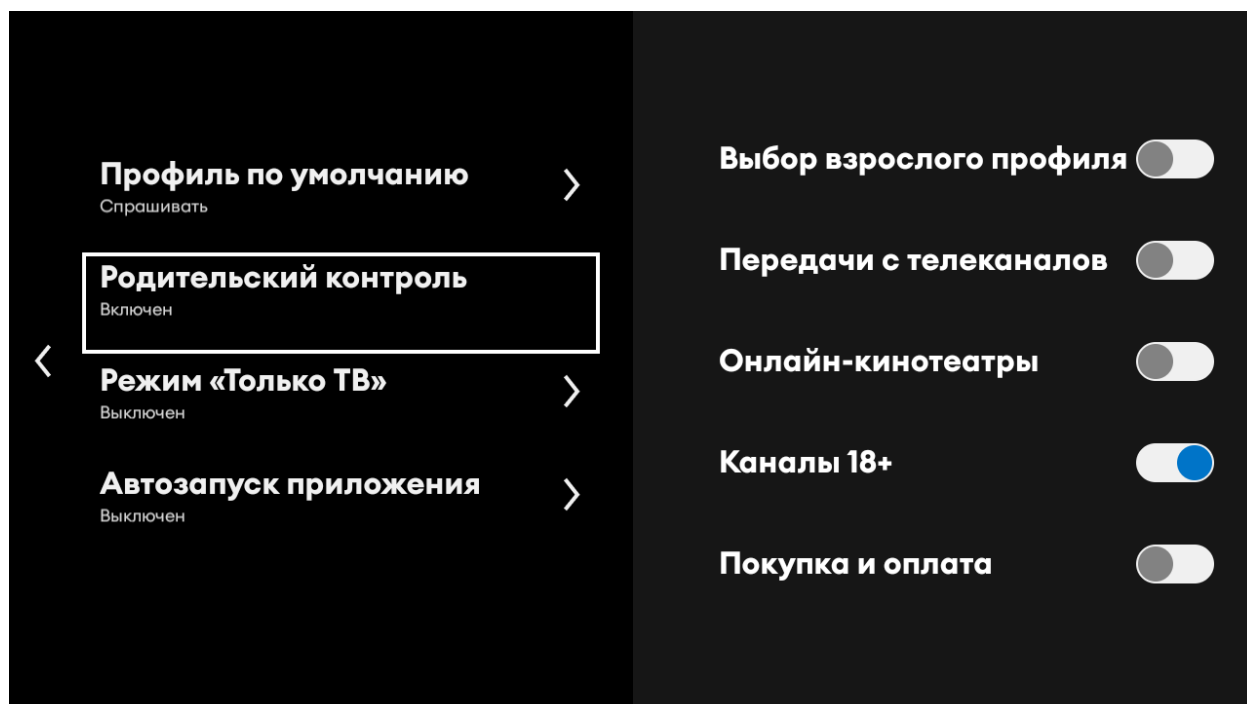 Профиль по умолчанию
Спрашивать
Родительский контроль
Включен
Режим «Только ТВ»
Выключен
Автозапуск приложения
Выключен
Выбор взрослого профиля
Передачи с телеканалов
Онлайн-кинотеатры
Каналы 18+
Покупка и оплата